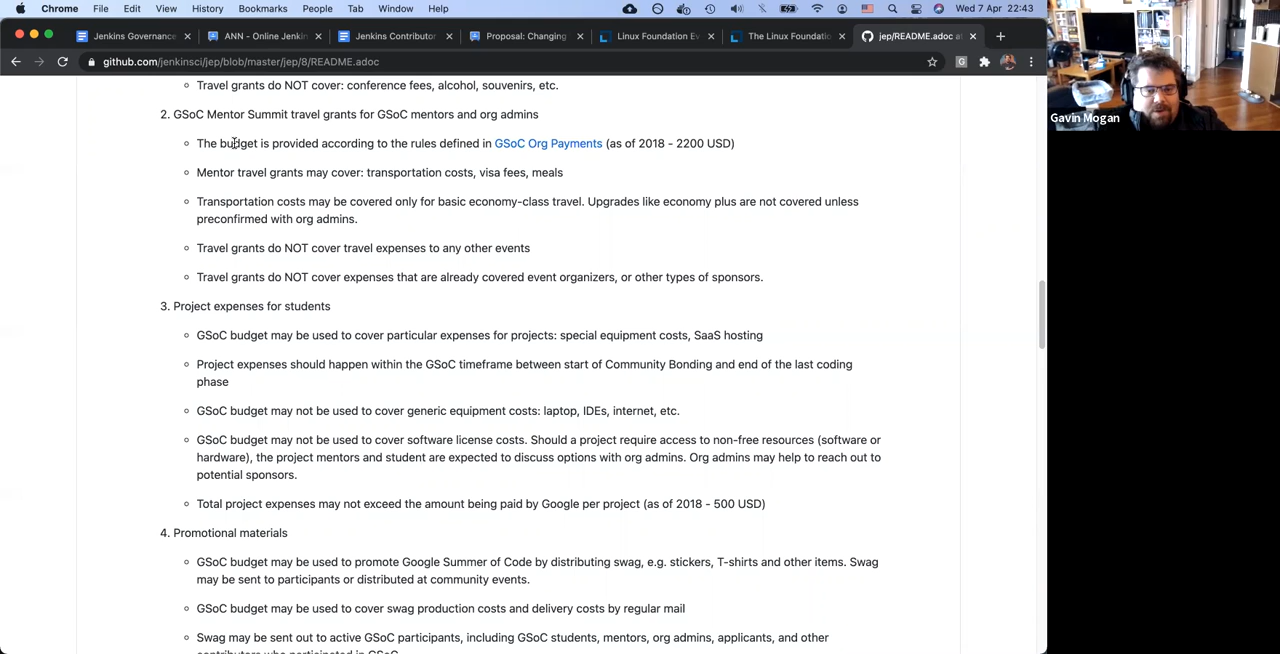 Chrome File Edit View History Bookmarks People Tab Window Help Wed 7 Apr 22:43
Jenkins Governance ANN - Online Jenkin Jenkins Contributor Proposal: Changing Linux Foundation Ev The Linux Foundatio jep/README.adoc at
github.com/jenkinsci/jep/blob/master/jep/8/README.adoc
Travel grants do NOT cover: conference fees, alcohol, souvenirs, etc.
2. GSoC Mentor Summit travel grants for GSoC mentors and org admins
The budget is provided according to the rules defined in GSoC Org Payments (as of 2018 - 2200 USD)
Mentor travel grants may cover: transportation costs, visa fees, meals
Transportation costs may be covered only for basic economy-class travel. Upgrades like economy plus are not covered unless
preconfirmed with org admins.
Travel grants do NOT cover travel expenses to any other events
Travel grants do NOT cover expenses that are already covered event organizers, or other types of sponsors.
3. Project expenses for students
GSoC budget may be used to cover particular expenses for projects: special equipment costs, SaaS hosting
Project expenses should happen within the GSoC timeframe between start of Community Bonding and end of the last coding
phase
GSoC budget may not be used to cover generic equipment costs: laptop, IDEs, internet, etc.
GSoC budget may not be used to cover software license costs. Should a project require access to non-free resources (software or
hardware), the project mentors and student are expected to discuss options with org admins. Org admins may help to reach out to
potential sponsors.
Total project expenses may not exceed the amount being paid by Google per project (as of 2018 - 500 USD)
4. Promotional materials
GSoC budget may be used to promote Google Summer of Code by distributing swag, e.g. stickers, T-shirts and other items. Swag
may be sent to participants or distributed at community events.
GSoC budget may be used to cover swag production costs and delivery costs by regular mail
Swag may be sent out to active GSoC participants, including GSoC students, mentors, org admins, applicants, and other
contributors who participated in GSoC
Gavin Mogan